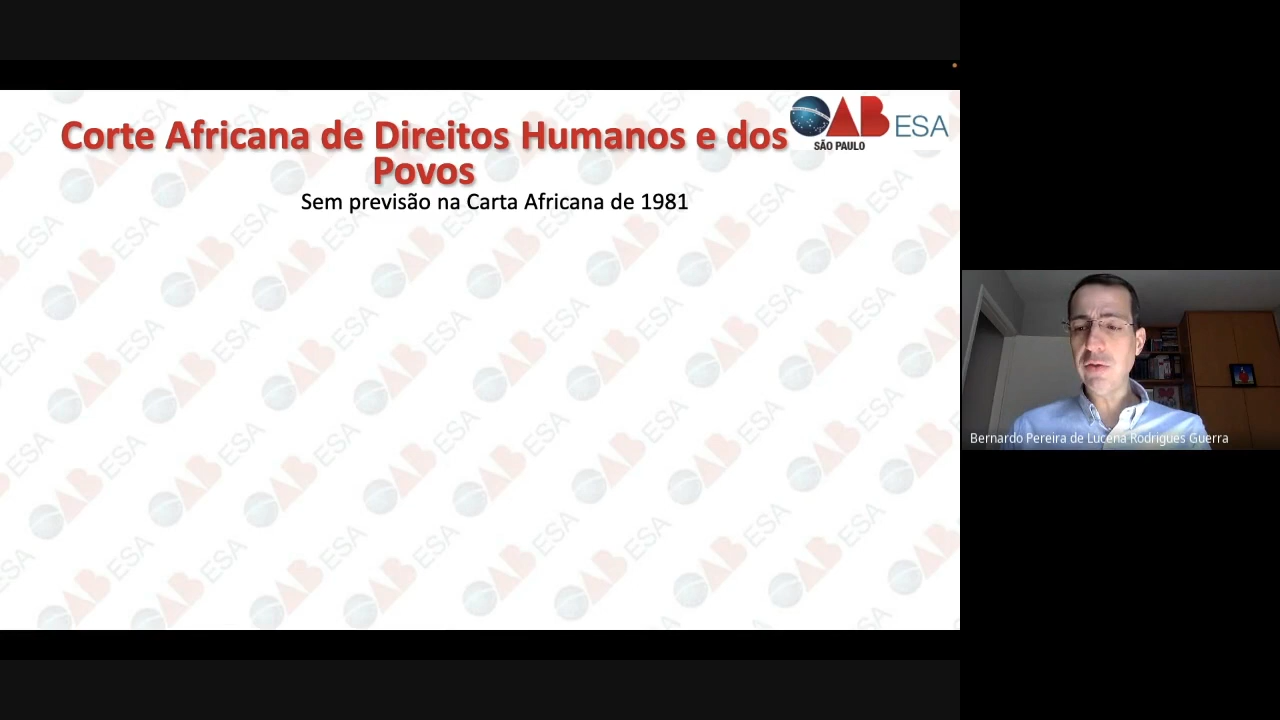 Corte Africana de Direitos Humanos e dos
Povos
Sem previsão na Carta Africana de 1981
OAB ESA
SÃO PAULO
Bernardo Pereira de Lucena Rodrigues Guerra